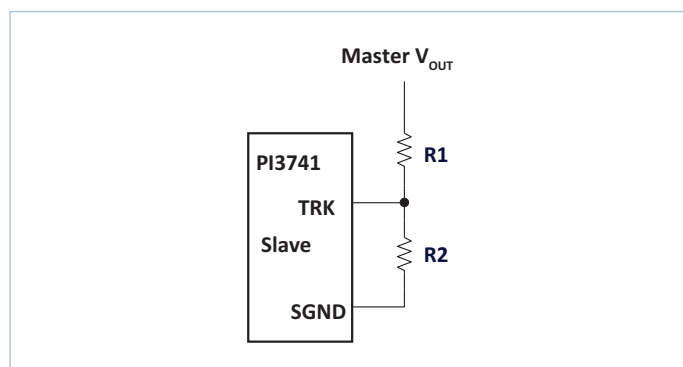 Master VOUT
R1
PI3741
TRK
Slave
R2
SGND